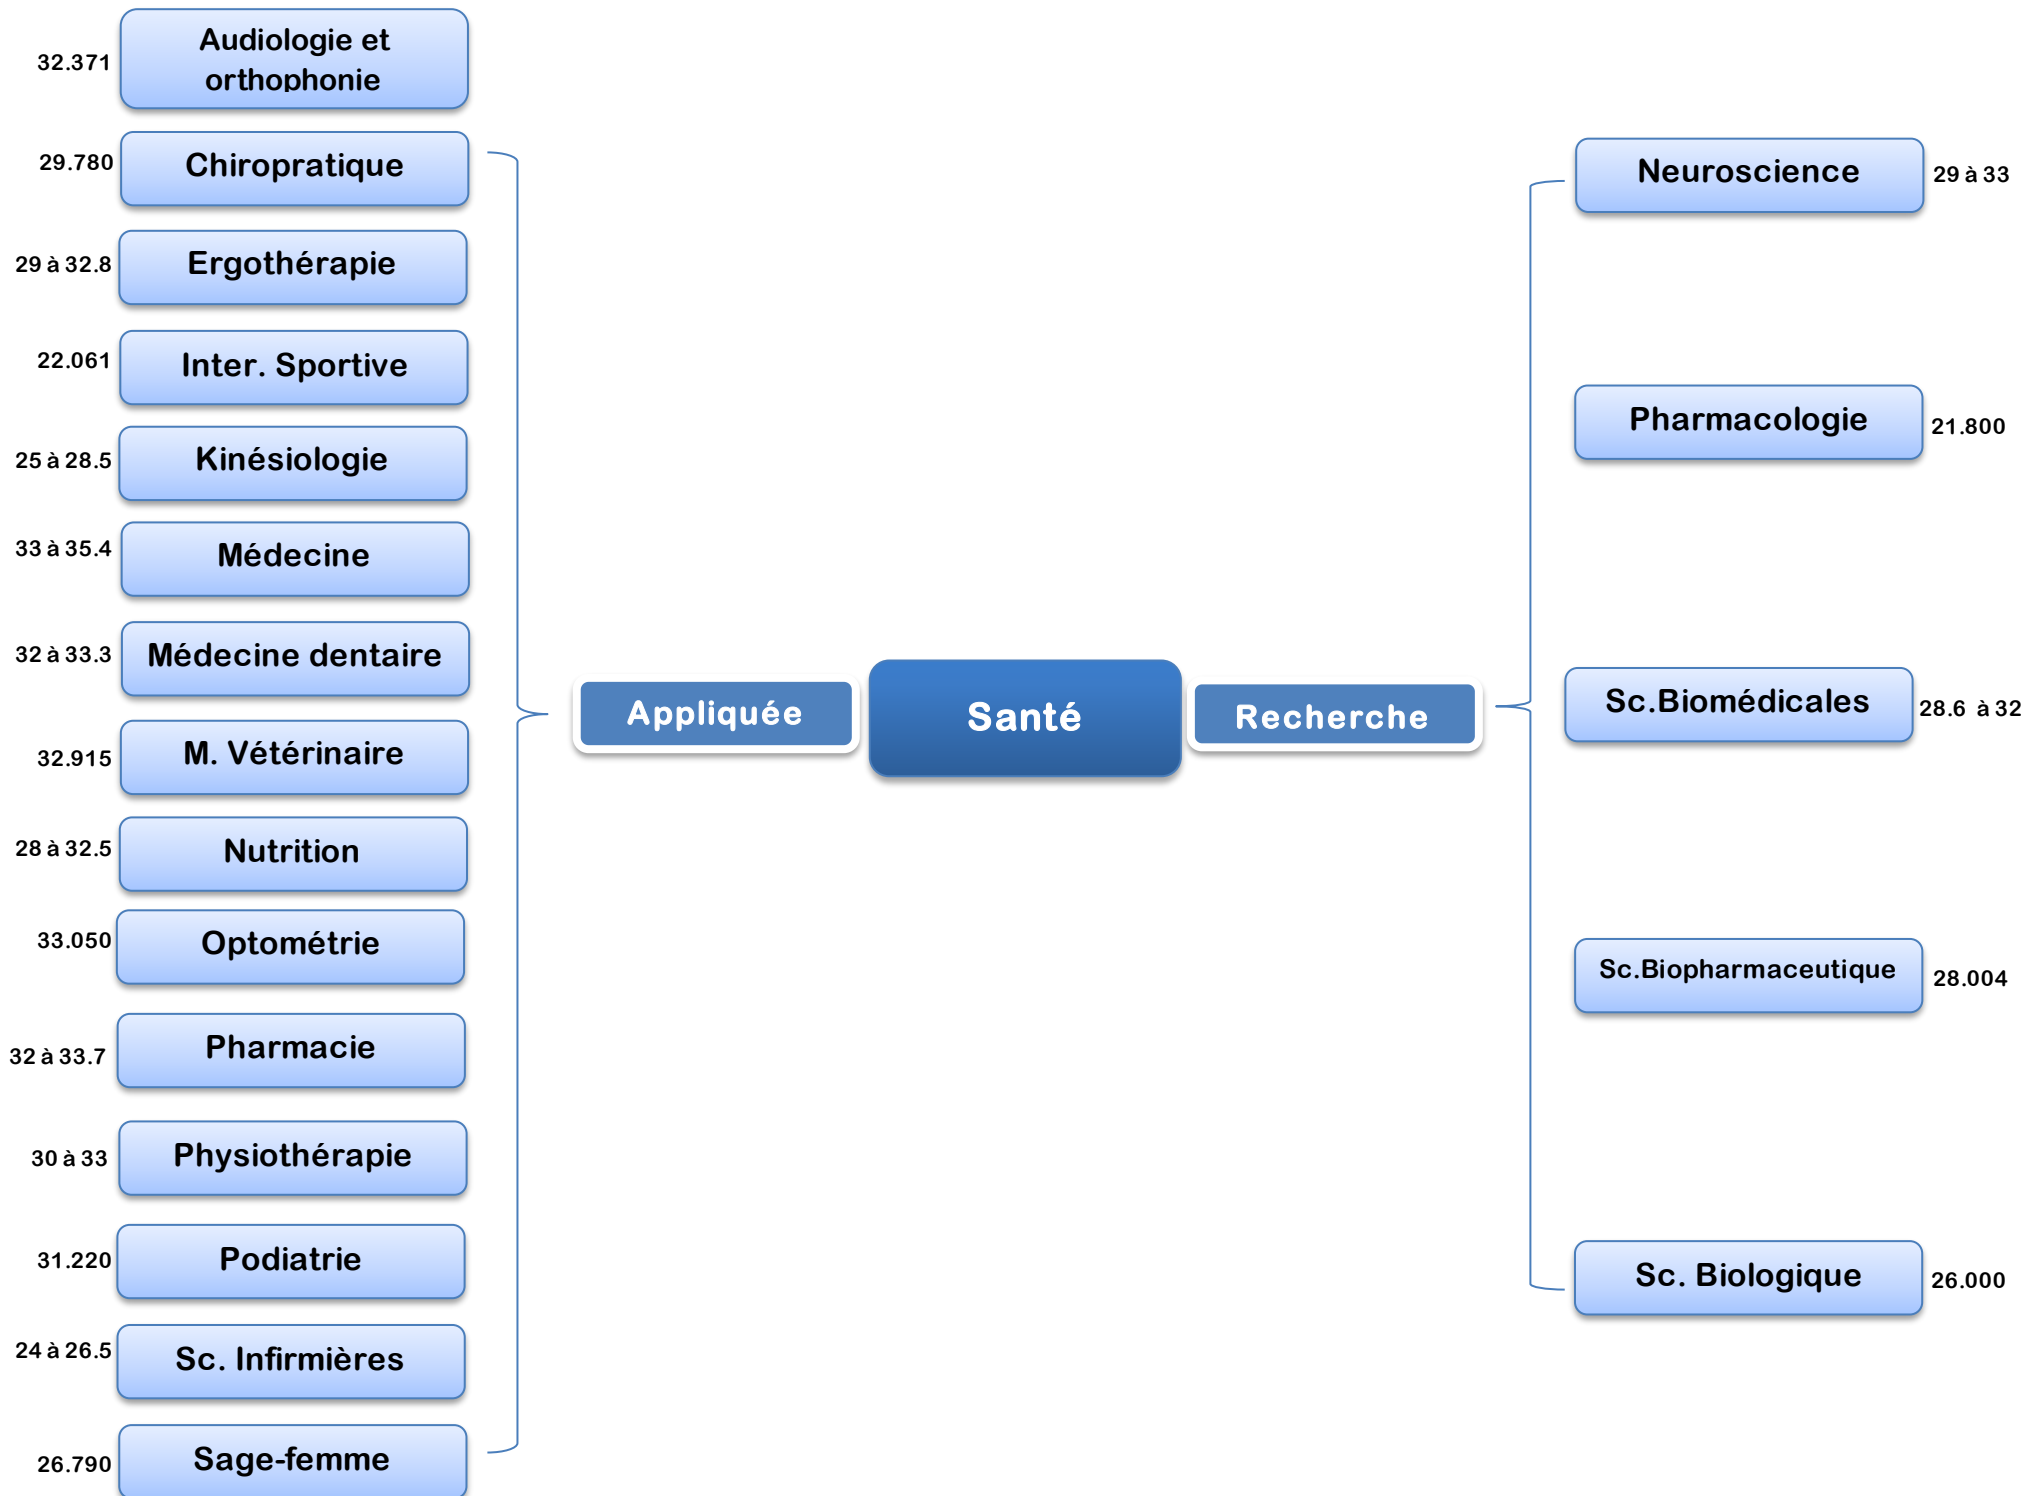 32.371
Audiologie et
orthophonie
29.780
Chiropratique
29 à 32.8
Ergothérapie
22.061
Inter. Sportive
25 à 28.5
Kinésiologie
33 à 35.4
Médecine
32 à 33.3
Médecine dentaire
32.915
M. Vétérinaire
28 à 32.5
Nutrition
33.050
Optométrie
32 à 33.7
Pharmacie
30 à 33
Physiothérapie
31.220
Podiatrie
24 à 26.5
Sc. Infirmières
26.790
Sage-femme
Appliquée
Santé
Recherche
Neuroscience
29 à 33
Pharmacologie
21.800
Sc.Biomédicales
28.6 à 32
Sc.Biopharmaceutique
28.004
Sc. Biologique
26.000